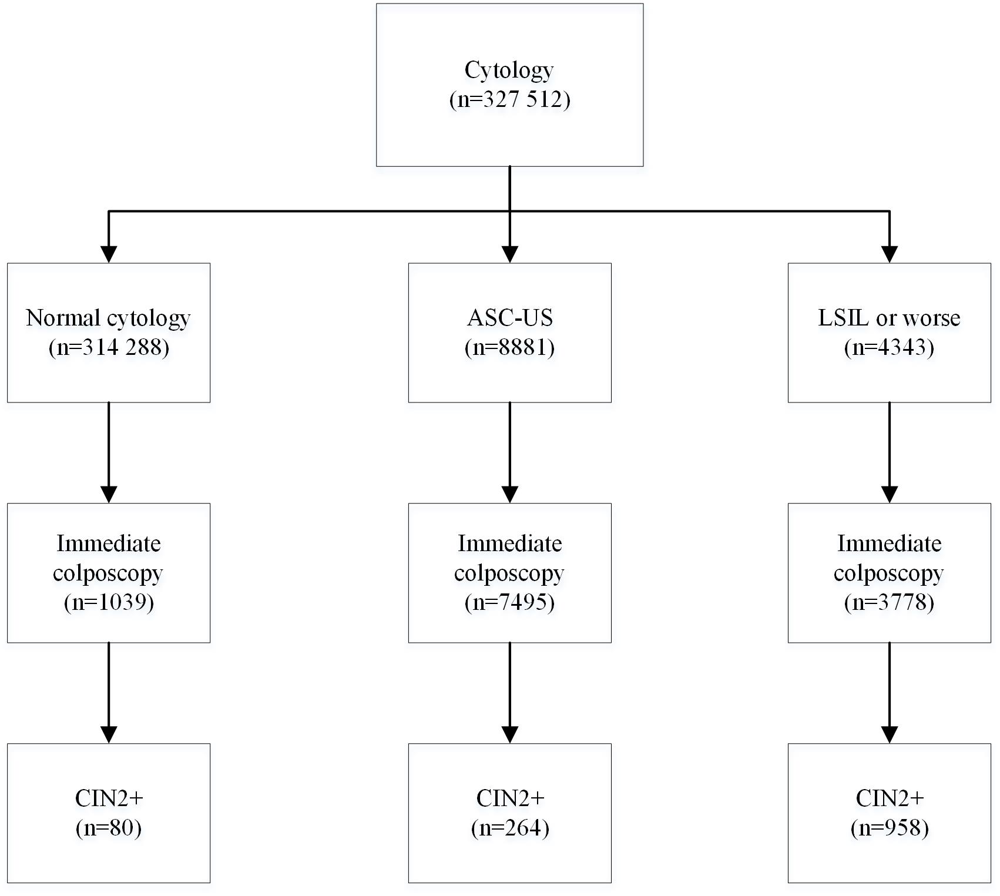 Cytology
(n=327 512)
Normal cytology
(n=314 288)
ASC-US
(n=8881)
LSIL or worse
(n=4343)
Immediate
colposcopy
(n=1039)
Immediate
colposcopy
(n=7495)
Immediate
colposcopy
(n=3778)
CIN2+
(n=80)
CIN2+
(n=264)
CIN2+
(n=958)